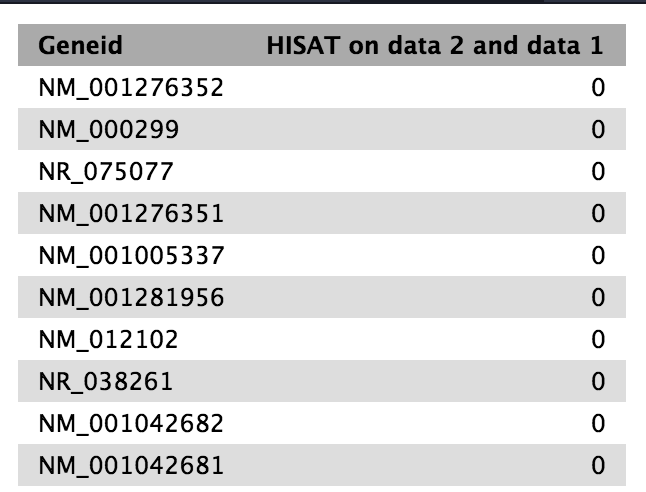 Geneid HISAT on data 2 and data 1
NM_001276352 0
NM_000299 0
NR_075077 0
NM_001276351 0
NM_001005337 0
NM_001281956 0
NM_012102 0
NR_038261 0
NM_001042682 0
NM_001042681 0